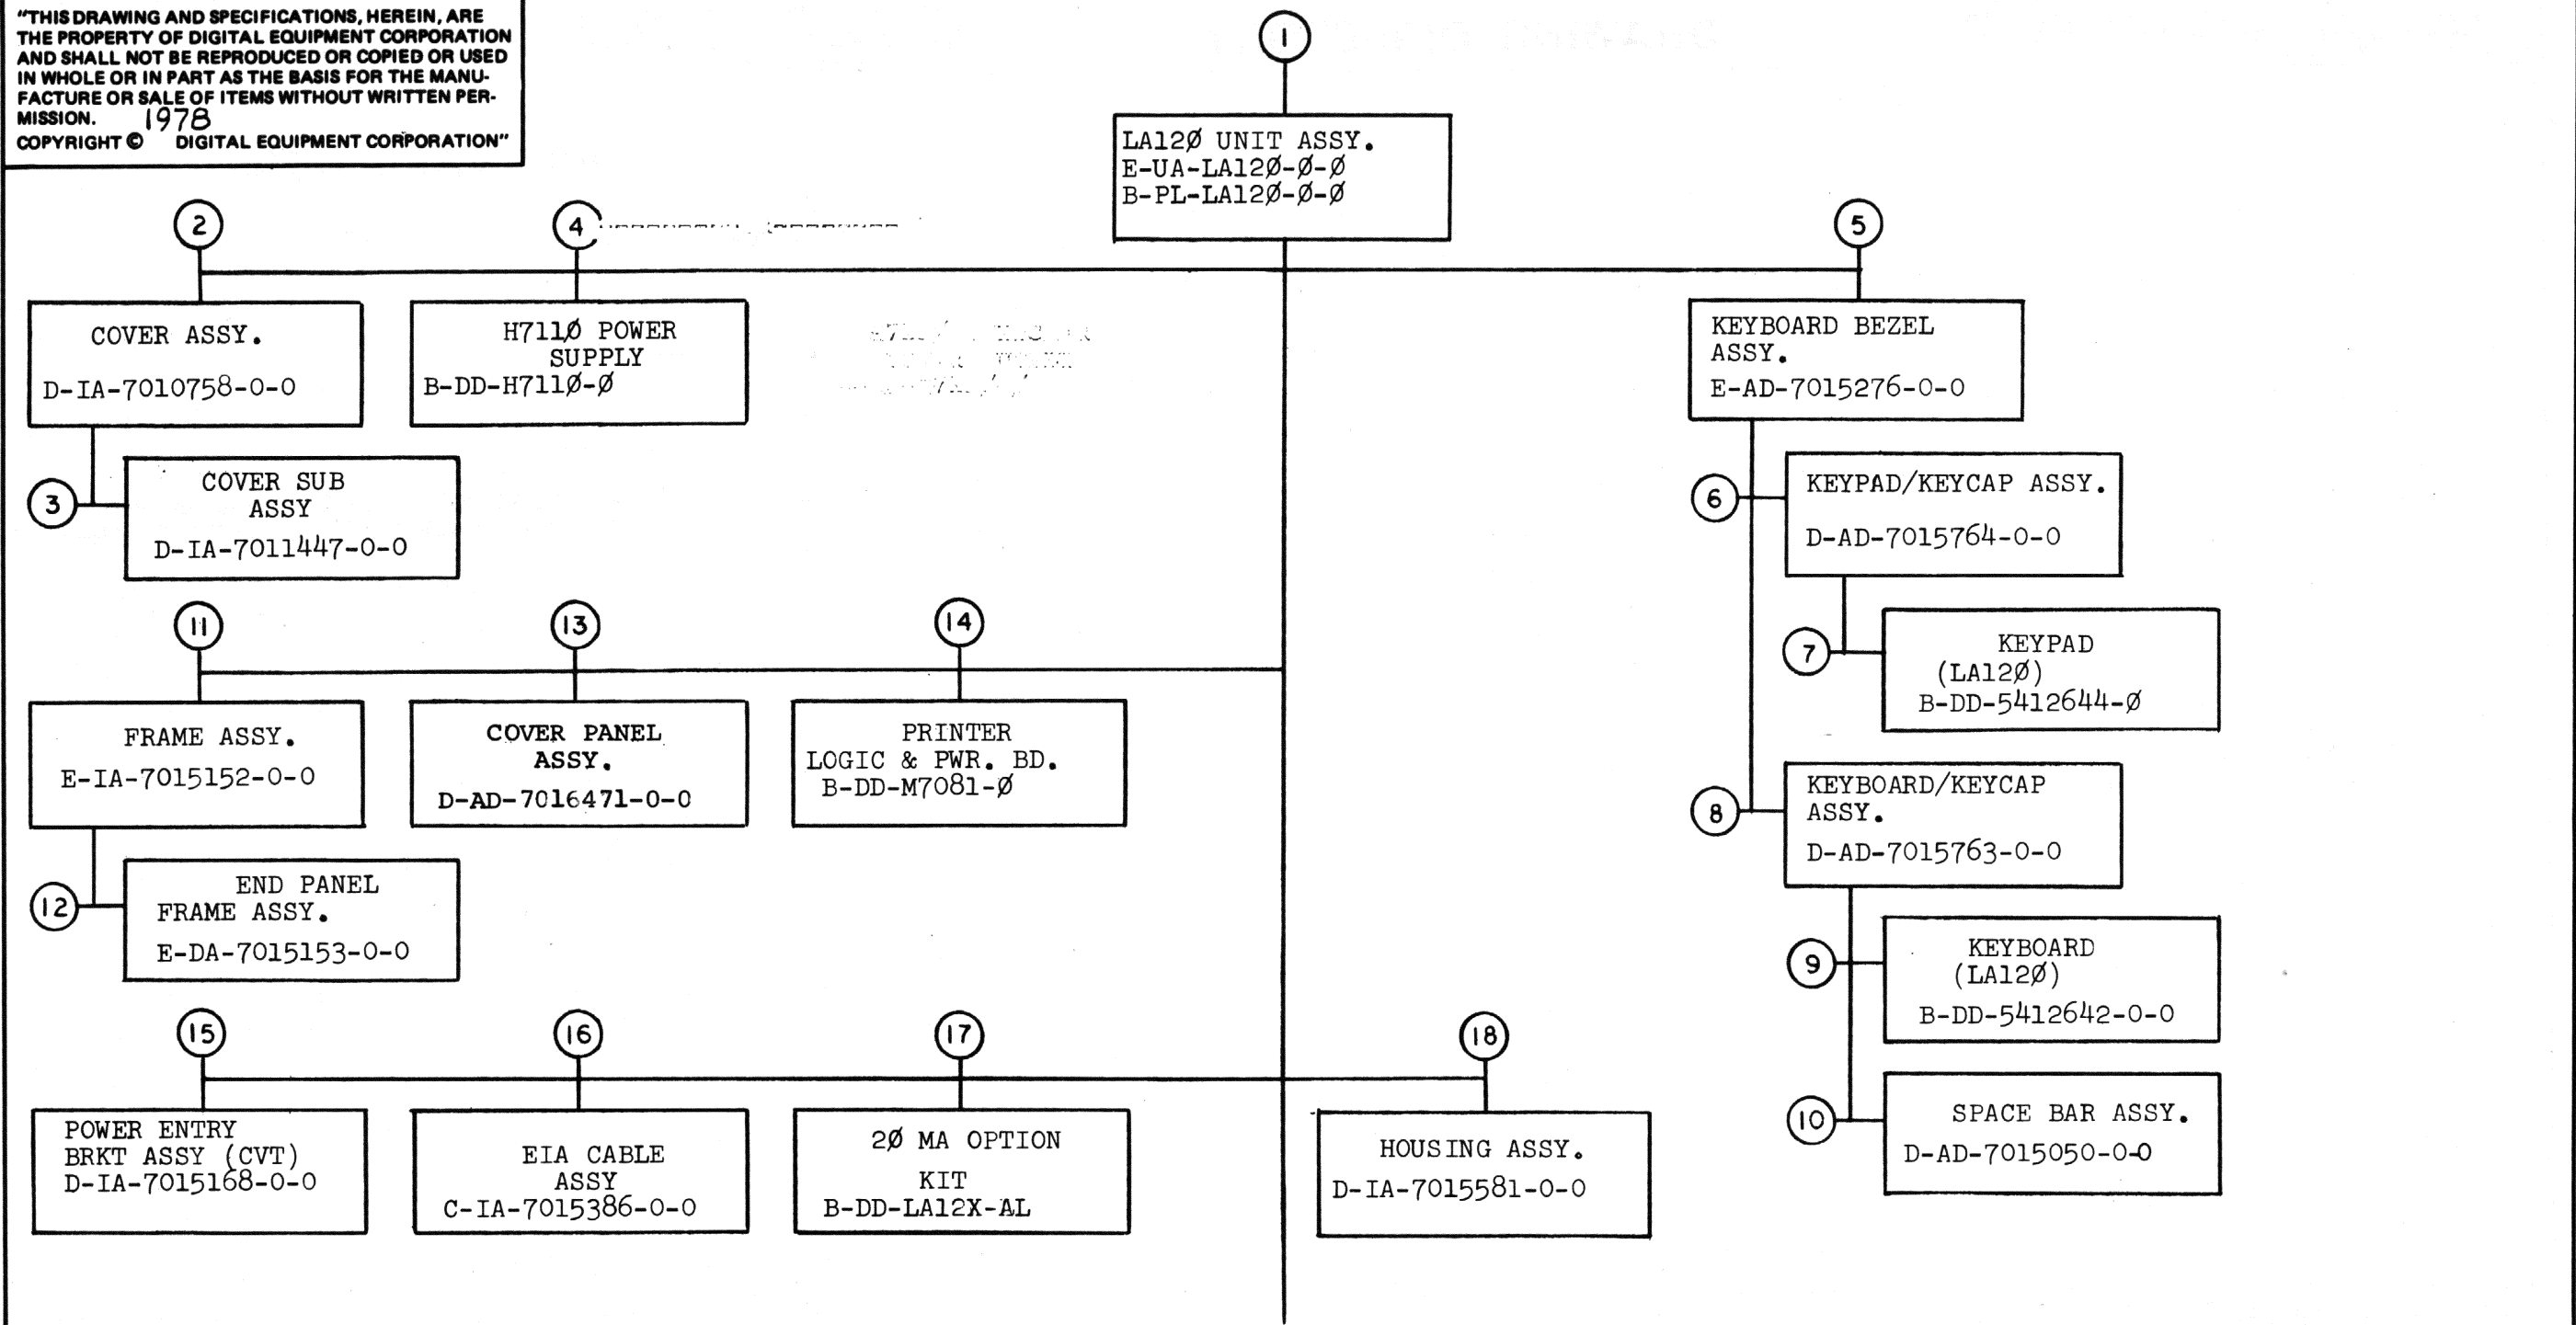 “THIS DRAWING AND SPECIFICATIONS, HEREIN, ARE
THE PROPERTY OF DIGITAL EQUIPMENT CORPORATION
AND SHALL NOT BE REPRODUCED OR COPIED OR USED
IN WHOLE OR IN PART AS THE BASIS FOR THE MANU-
FACTURE OR SALE OF ITEMS WITHOUT WRITTEN PER-
MISSION. 1978
COPYRIGHT © DIGITAL EQUIPMENT CORPORATION”
1
LA12Ø UNIT ASSY.
E-UA-LA12Ø-Ø-Ø
B-PL-LA12Ø-Ø-Ø
2
COVER ASSY.
D-IA-7010758-0-0
3
COVER SUB
ASSY
D-IA-7011447-0-0
4
H711Ø POWER
SUPPLY
B-DD-H711Ø-Ø
5
KEYBOARD BEZEL
ASSY.
E-AD-7015276-0-0
6
KEYPAD/KEYCAP ASSY.
D-AD-7015764-0-0
7
KEYPAD
(LA12Ø)
B-DD-5412644-Ø
8
KEYBOARD/KEYCAP
ASSY.
D-AD-7015763-0-0
9
KEYBOARD
(LA12Ø)
B-DD-5412642-0-0
10
SPACE BAR ASSY.
D-AD-7015050-0-0
11
FRAME ASSY.
E-IA-7015152-0-0
12
END PANEL
FRAME ASSY.
E-DA-7015153-0-0
13
COVER PANEL
ASSY.
D-AD-7016471-0-0
14
PRINTER
LOGIC & PWR. BD.
B-DD-M7081-Ø
15
POWER ENTRY
BRKT ASSY (CVT)
D-IA-7015168-0-0
16
EIA CABLE
ASSY
C-IA-7015386-0-0
17
2Ø MA OPTION
KIT
B-DD-LA12X-AL
18
HOUSING ASSY.
D-IA-7015581-0-0